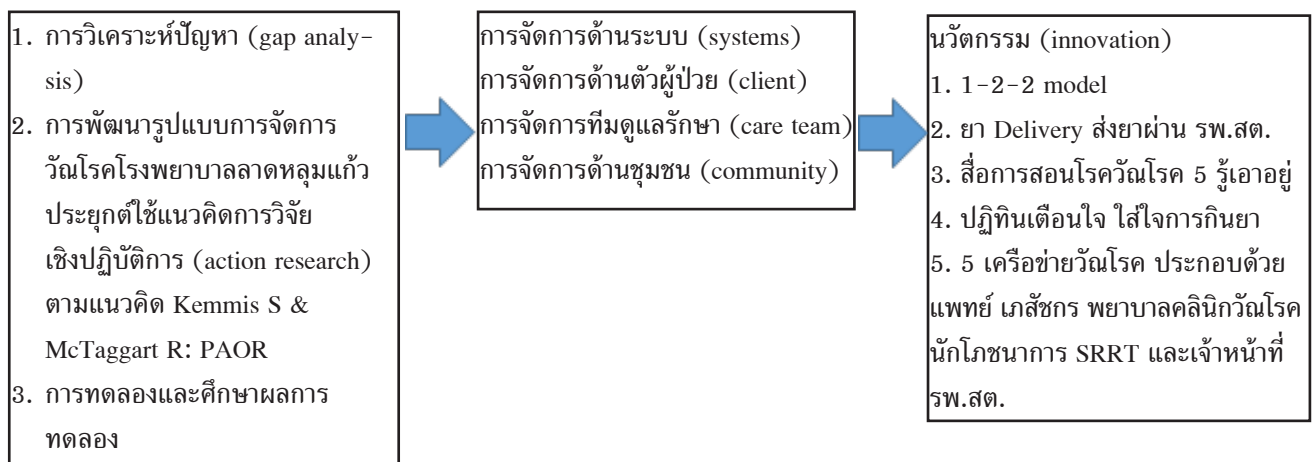 1. การวิเคราะห์ปัญหา (gap analy-
sis)
2. การพัฒนารูปแบบการจัดการ
วัณโรคโรงพยาบาลลาดหลุมแก้ว
ประยุกต์ใช้แนวคิดการวิจัย
เชิงปฏิบัติการ (action research)
ตามแนวคิด Kemmis S &
McTaggart R: PAOR
3. การทดลองและศึกษาผลการ
ทดลอง
การจัดการด้านระบบ (systems)
การจัดการด้านตัวผู้ป่วย (client)
การจัดการทีมดูแลรักษา (care team)
การจัดการด้านชุมชน (community)
นวัตกรรม (innovation)
1. 1-2-2 model
2. ยา Delivery ส่งยาผ่าน รพ.สต.
3. สื่อการสอนโรควัณโรค 5 รู้เอาอยู่
4. ปฏิทินเตือนใจ ใส่ใจการกินยา
5. 5 เครือข่ายวัณโรค ประกอบด้วย
แพทย์ เภสัชกร พยาบาลคลินิกวัณโรค
นักโภชนาการ SRRT และเจ้าหน้าที่
รพ.สต.